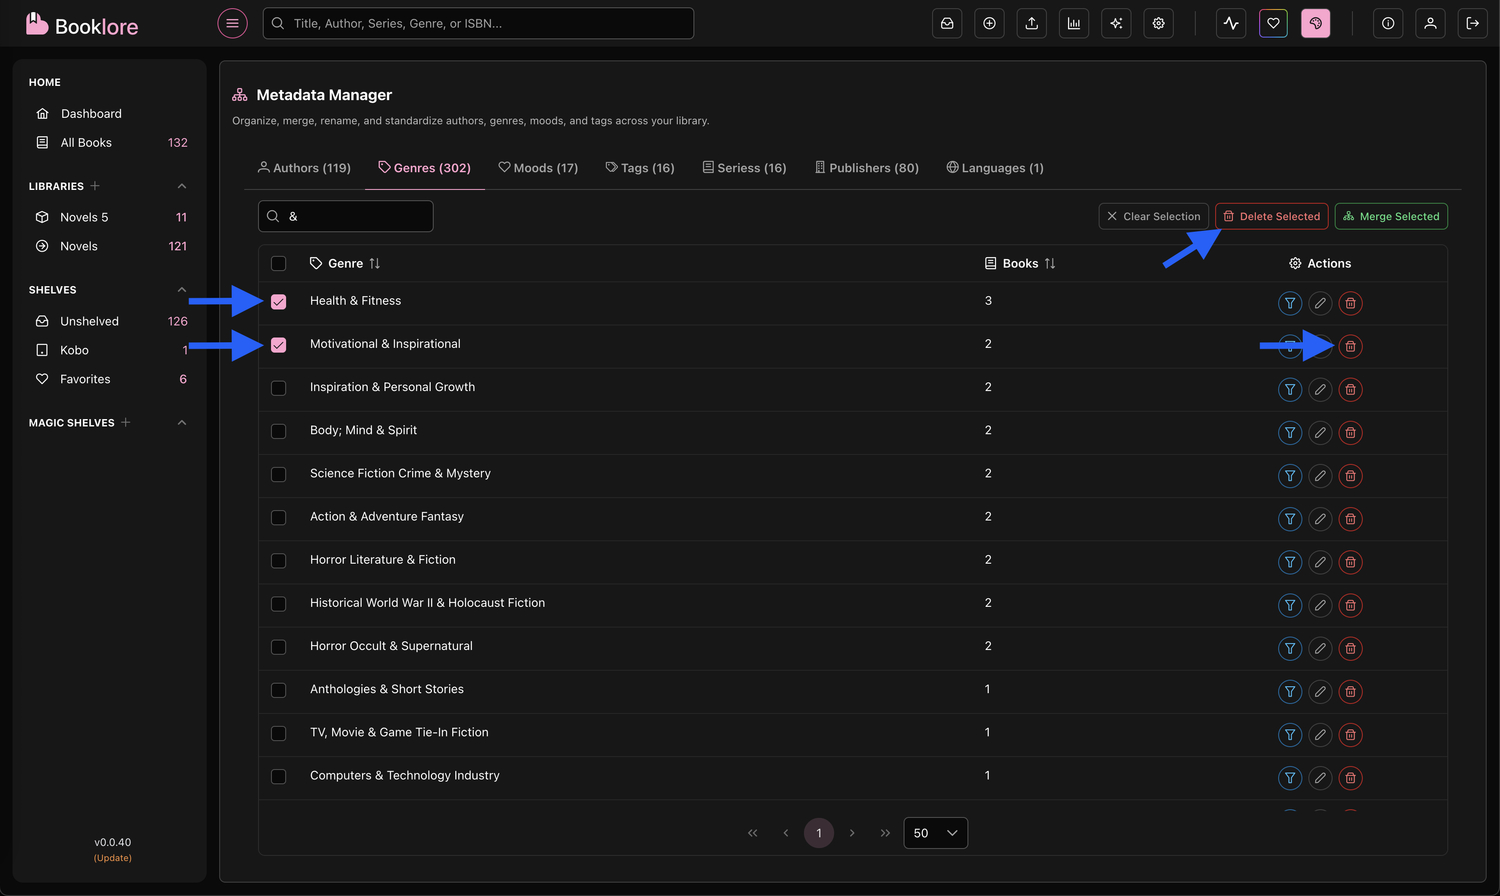 Booklore
Title, Author, Series, Genre, or ISBN...
HOME
Dashboard
All Books 132
LIBRARIES
Novels 5 11
Novels 121
SHELVES
Unshelved 126
Kobo 1
Favorites 6
MAGIC SHELVES
v0.0.40
(Update)
Metadata Manager
Organize, merge, rename, and standardize authors, genres, moods, and tags across your library.
Authors (119) Genres (302) Moods (17) Tags (16) Seriess (16) Publishers (80) Languages (1)
& Clear Selection Delete Selected Merge Selected
Genre Books Actions
Health & Fitness 3
Motivational & Inspirational 2
Inspiration & Personal Growth 2
Body; Mind & Spirit 2
Science Fiction Crime & Mystery 2
Action & Adventure Fantasy 2
Horror Literature & Fiction 2
Historical World War II & Holocaust Fiction 2
Horror Occult & Supernatural 2
Anthologies & Short Stories 1
TV, Movie & Game Tie-In Fiction 1
Computers & Technology Industry 1
1 50